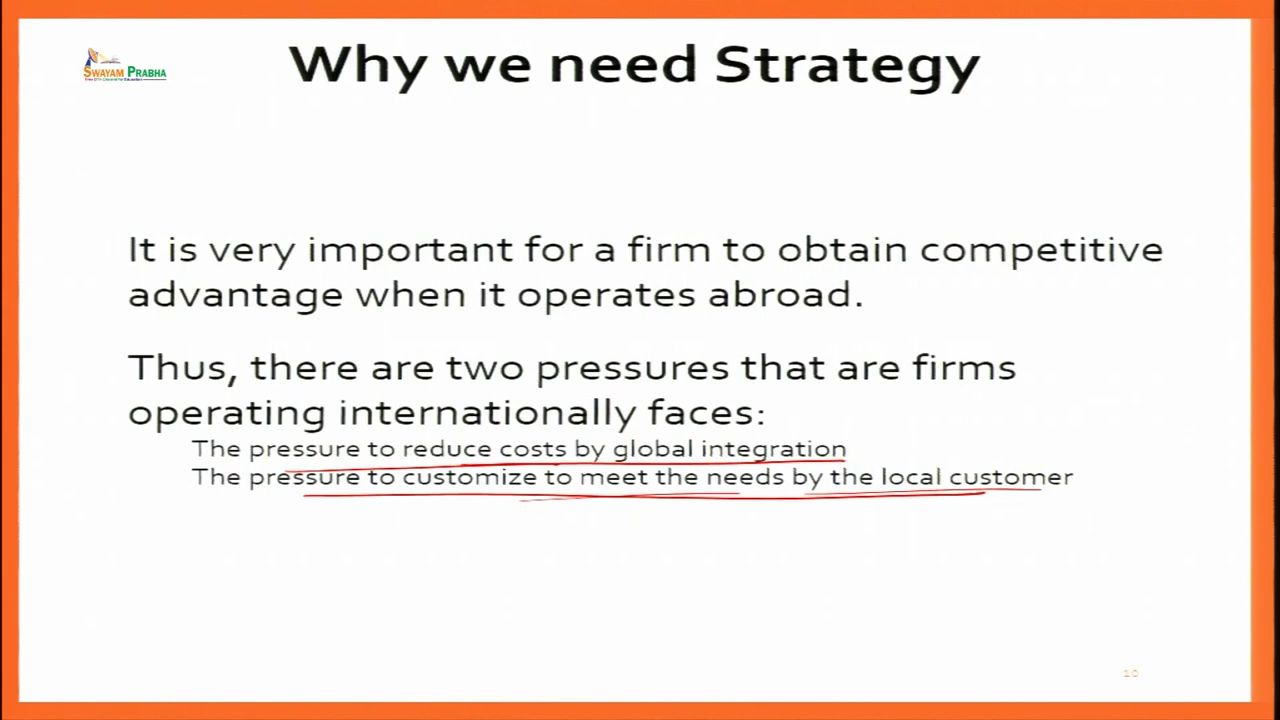 Why we need Strategy
SWAYAM PRABHA
It is very important for a firm to obtain competitive
advantage when it operates abroad.
Thus, there are two pressures that are firms
operating internationally faces:
The pressure to reduce costs by global integration
The pressure to customize to meet the needs by the local customer
10